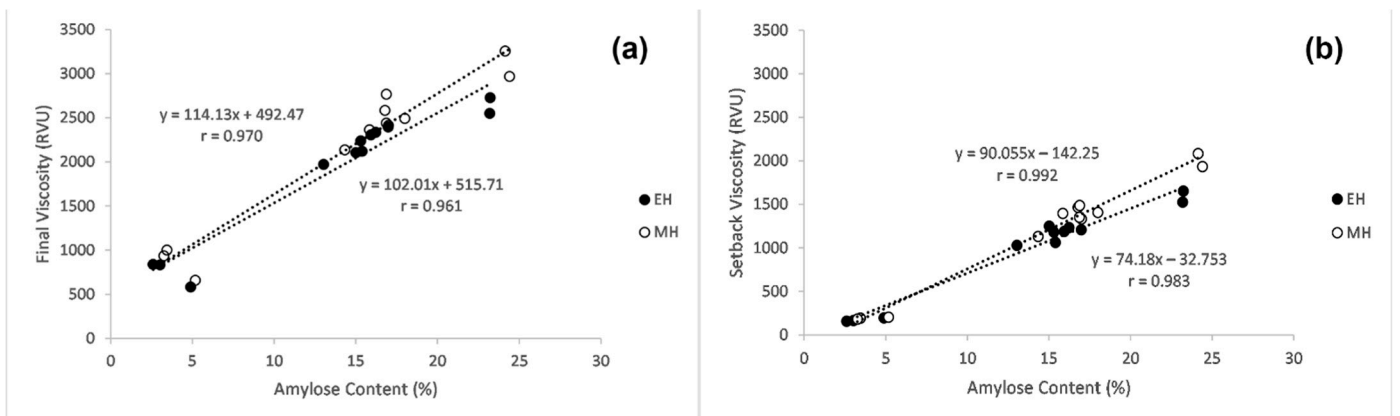 (a)
3500
3000
2500
2000
1500
1000
500
0
Final Viscosity (RVU)
y = 114.13x + 492.47
r = 0.970
y = 102.01x + 515.71
r = 0.961
EH
MH
0 5 10 15 20 25 30
Amylose Content (%)
(b)
3500
3000
2500
2000
1500
1000
500
0
Setback Viscosity (RVU)
y = 90.055x – 142.25
r = 0.992
y = 74.18x – 32.753
r = 0.983
EH
MH
0 5 10 15 20 25 30
Amylose Content (%)